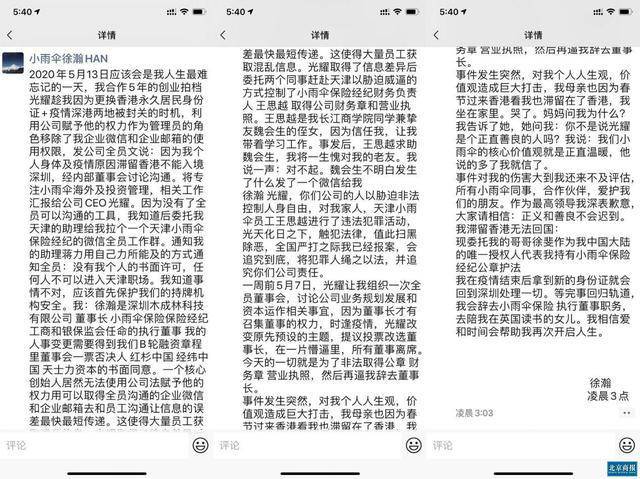 5:40
详情
小雨伞徐瀚HAN
2020年5月13日应该会是我人生最难
忘记的一天，我合作5年的创业拍档
光耀趁我因为更换香港永久居民身份
证+疫情深港两地被封关的时机，利
用公司赋予他的权力作为管理员的角
色移除了我企业微信和企业邮箱的使
用权限，发公司全员文说：因为我个
人身体及疫情原因滞留香港不能入境
深圳，经内部董事会讨论沟通。将专
注小雨伞海外及投资管理，相关工作
汇报给公司CEO 光耀。因为没有了全
员可以沟通的工具，我知道后委托我
天津的助理给我拉个一个天津小雨伞
保险经纪的微信全员工作群。通知我
的助理蒋力用自己力所能及的方式通
知全员：没有我个人的书面许可，任何
人不可以进入天津职场。我知道事
情不对，应该首先保护我们的持牌机
构安全。我：徐瀚是深圳木成林科技
有限公司 董事长 小雨伞保险保险经纪
工商和银保监会任命的执行董事 我的
人事变更需要得到我们B轮融资章程
里董事会一票否决人 红杉中国 经纬中
国 天士力资本的书面同意。一个核心
创始人居然无法使用公司法赋予他的
权力用可以取得全员沟通的企业微信
和企业邮箱去和员工沟通让信息的误
差最快最短传递。这使得大量员工获
评论
5:40
详情
差最快最短传递。这使得大量员工获
取混乱信息。光耀取得了信息差异后
委托两个同事赶赴天津以胁迫威逼的
方式控制了小雨伞保险经纪财务负责
人 王思越 取得公司财务章和营业执
照。王思越是我长江商学院同学兼挚
友魏会生的侄女，因为信任我，让我
带着学习工作。事发后，王思越求助
魏会生，我将一生愧对我的老友。我
说一声：对不起。魏会生不明白发生
了什么发了一个微信给我
徐瀚 光耀，你们公司的人以胁迫非法
控制人身自由，对我家人，天津小雨伞
员工王思越进行了违法犯罪活动，
光天化日之下，触犯法律，值此扫黑
除恶，全国严打之际我已经报案，会
追究到底，将犯罪人绳之以法，并追
究你们公司责任。
一周前5月7日，光耀让我组织一次全
员董事会，讨论公司业务规划发展和
资本运作相关事宜，因为董事长才有
召集董事的权力，时逢疫情，光耀改
变原先预设的主题，提议投票改选董
事长，在一片懵逼里，所有董事离席。
今天的一切就是为了非法取得公章 财
务章 营业执照，然后再逼我辞去董事
长。
事件发生突然，对我个人人生观，价
值观造成巨大打击，我母亲也因为春
节过来香港看我也滞留在了香港，我
评论
5:40
详情
务章 营业执照，然后再逼我辞去董事
长。
事件发生突然，对我个人人生观，价
值观造成巨大打击，我母亲也因为春
节过来香港看我也滞留在了香港，我
坐在家里。哭了。妈妈问我为什么？
我告诉了她，她问我：你不是说光耀
是个正直善良的人吗？我说：我们小
雨伞的核心价值观就是正直温暖，他
说的多了我就信了。
事件对我的伤害大到我还来不及评估，
所有小雨伞同事，合作伙伴，爱护我
们的朋友。作为最高领导我深表歉意，
大家请相信：正义和善良不会迟到。
我滞留香港无法回国：
现委托我的哥哥徐斐作为我中国大陆
的唯一授权人代表我持有小雨伞保险
经纪公章护法
我在疫情结束后拿到新的身份证就会
回到深圳处理一切。等完事回归轨道，
我会辞去小雨伞保险 执行董事职务，
去陪我在英国读书的女儿。我相信爱
和时间会帮助我再次开启人生。
徐瀚
凌晨3点
凌晨 3:03
评论
北京商报